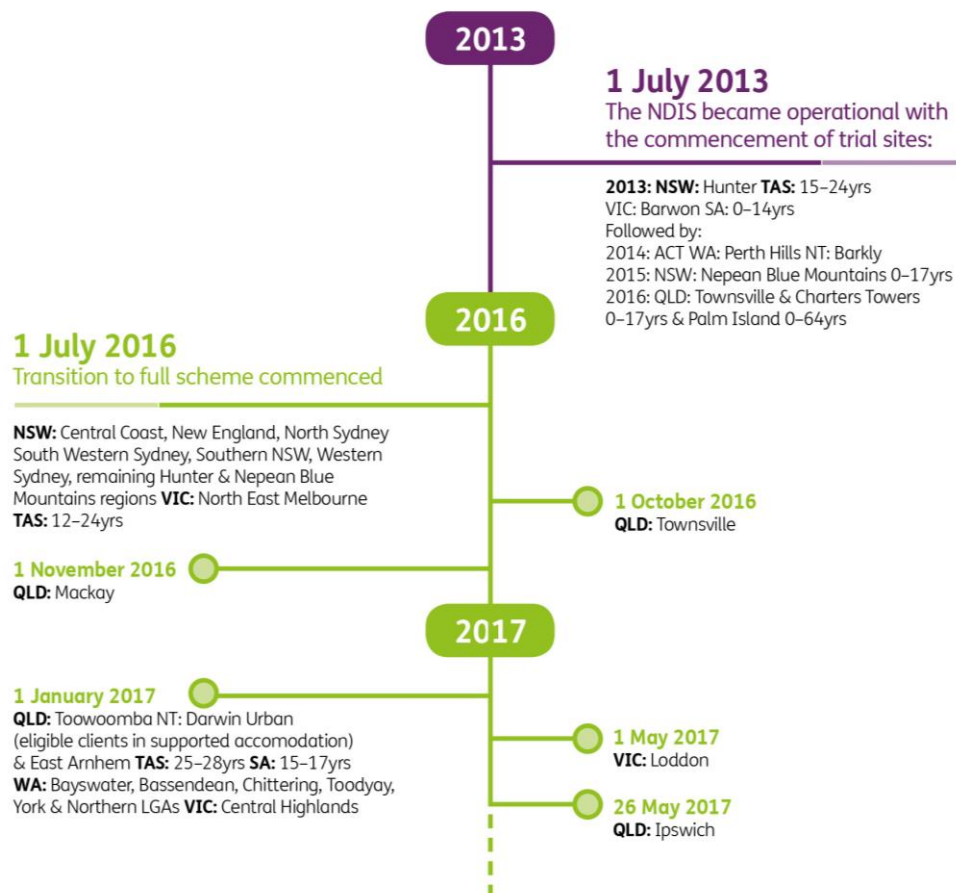 2013
1 July 2013
The NDIS became operational with
the commencement of trial sites:
2013: NSW: Hunter TAS: 15–24yrs
VIC: Barwon SA: 0–14yrs
Followed by:
2014: ACT WA: Perth Hills NT: Barkly
2015: NSW: Nepean Blue Mountains 0–17yrs
2016: QLD: Townsville & Charters Towers
0–17yrs & Palm Island 0–64yrs
2016
1 July 2016
Transition to full scheme commenced
NSW: Central Coast, New England, North Sydney
South Western Sydney, Southern NSW, Western
Sydney, remaining Hunter & Nepean Blue
Mountains regions VIC: North East Melbourne
TAS: 12–24yrs
1 October 2016
QLD: Townsville
1 November 2016
QLD: Mackay
2017
1 January 2017
QLD: Toowoomba NT: Darwin Urban
(eligible clients in supported accomodation)
& East Arnhem TAS: 25–28yrs SA: 15–17yrs
WA: Bayswater, Bassendean, Chittering, Toodyay,
York & Northern LGAs VIC: Central Highlands
1 May 2017
VIC: Loddon
26 May 2017
QLD: Ipswich